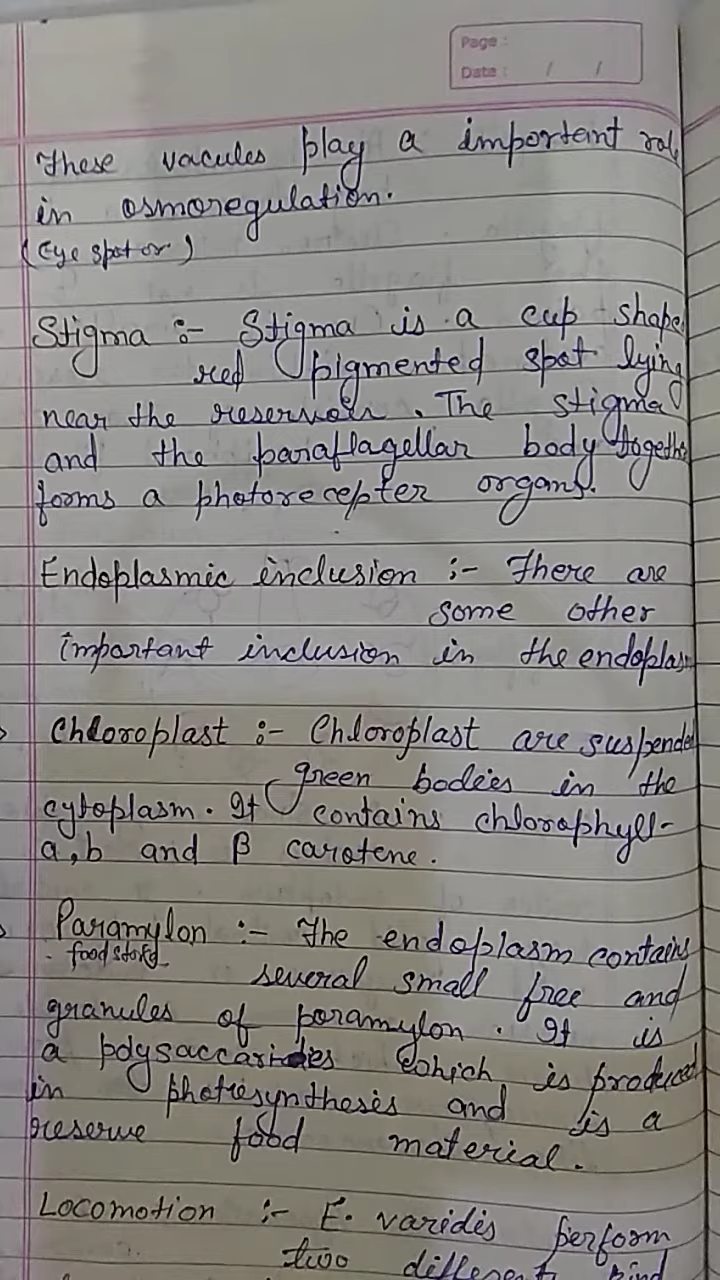 Page :
Date : / /
These vacules play a important role
in osmoregulation.
(Eye spot or)
Stigma :- Stigma is a cup shape
red pigmented spot lying
near the reservoir. The stigma
and the paraflagellar body togethe
forms a photorecepter organs.
Endoplasmic inclusion :- There are
some other
important inclusion in the endoplasm
Chloroplast :- Chloroplast are suspended
green bodies in the
cytoplasm. It contains chlorophyll-
a,b and β carotene.
Paramylon :- The endoplasm contains
food storg
several small free and
granules of paramylon. It is
a polysaccarides which is produced
in photosynthesis and is a
reserve food material.
Locomotion :- E. varidis perform
two different kind